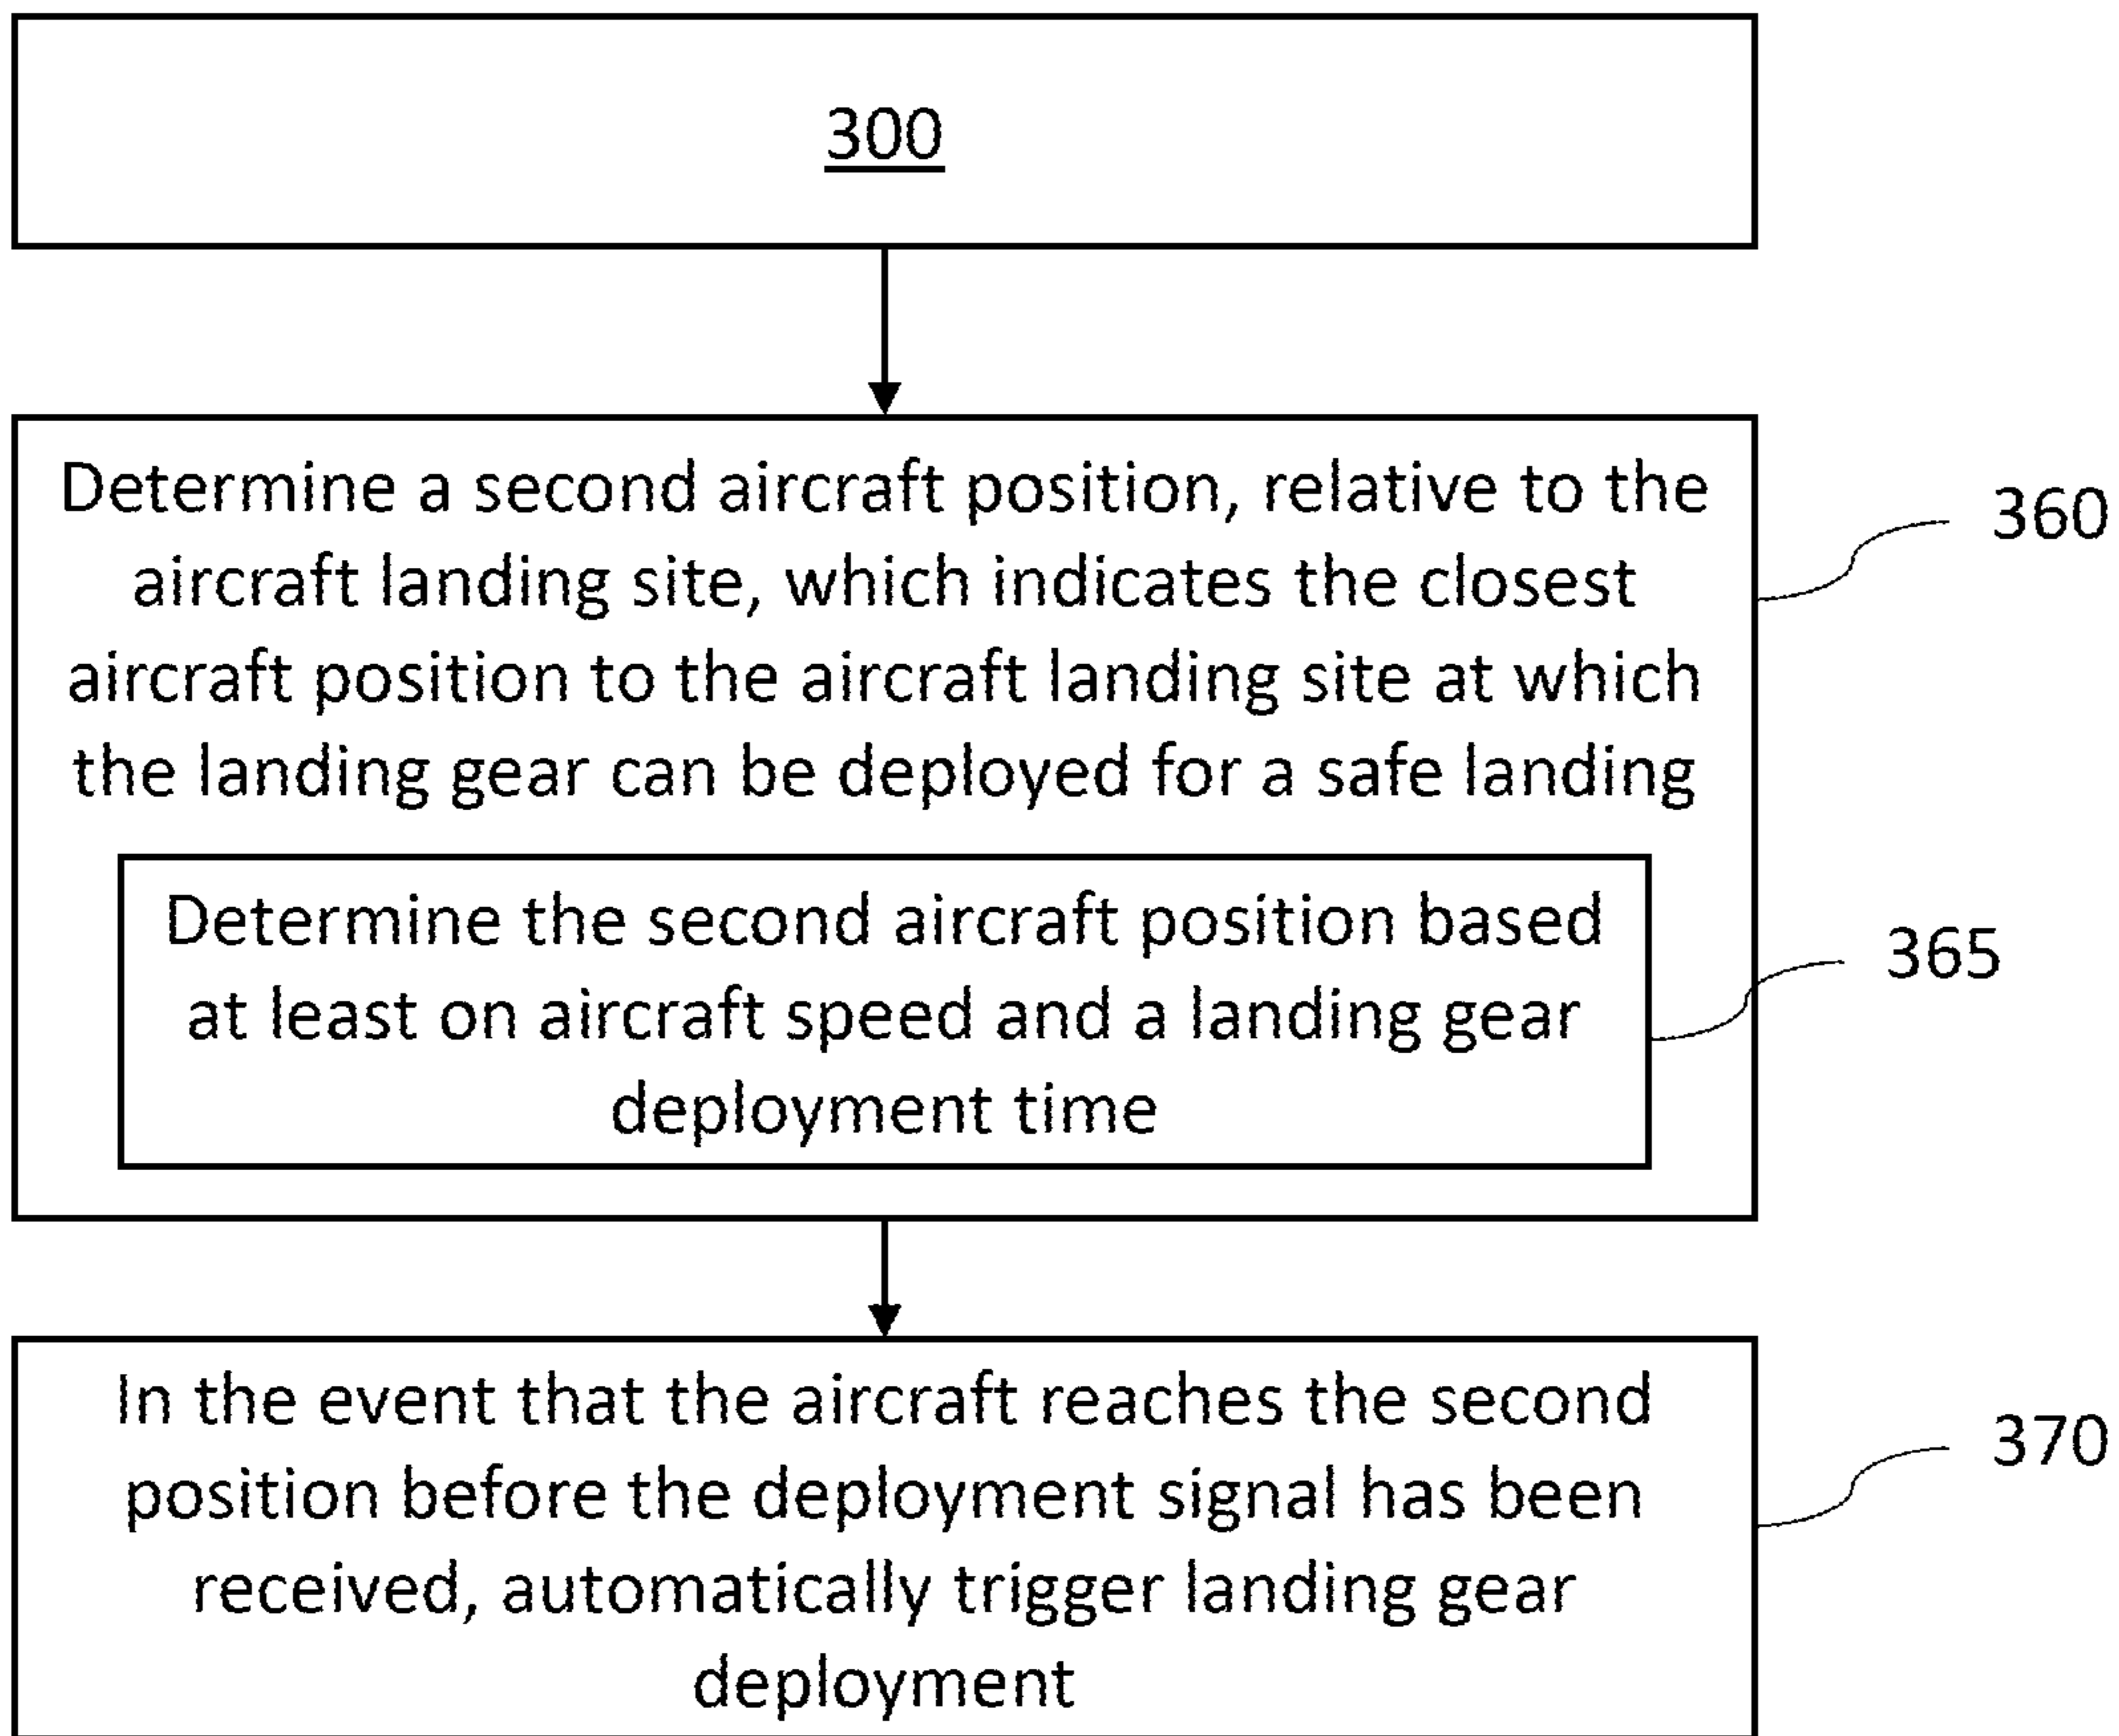 300
Determine a second aircraft position, relative to the
aircraft landing site, which indicates the closest
aircraft position to the aircraft landing site at which
the landing gear can be deployed for a safe landing
360
Determine the second aircraft position based
at least on aircraft speed and a landing gear
deployment time
365
In the event that the aircraft reaches the second
position before the deployment signal has been
received, automatically trigger landing gear
deployment
370